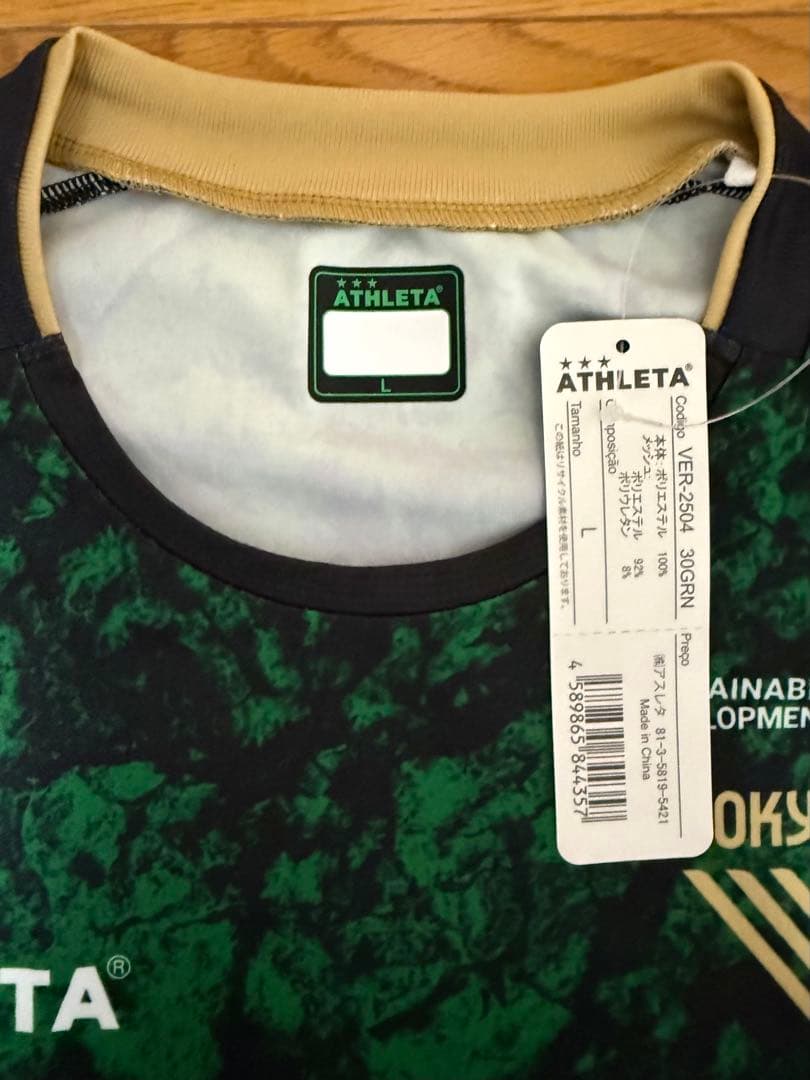 ATHLETA®
L
ATHLETA®
Codigo VER-2504 30GRN
本体: ポリエステル 100%
メッシュ:
ポリエステル 92%
ポリウレタン 8%
Tamanho L
この紙はリサイクル素材を使用しております。
Preço
㈱アスレタ 81-3-5819-5421
Made in China
4 589865 844357
AINAB
LOPMEN
OKY
TA®